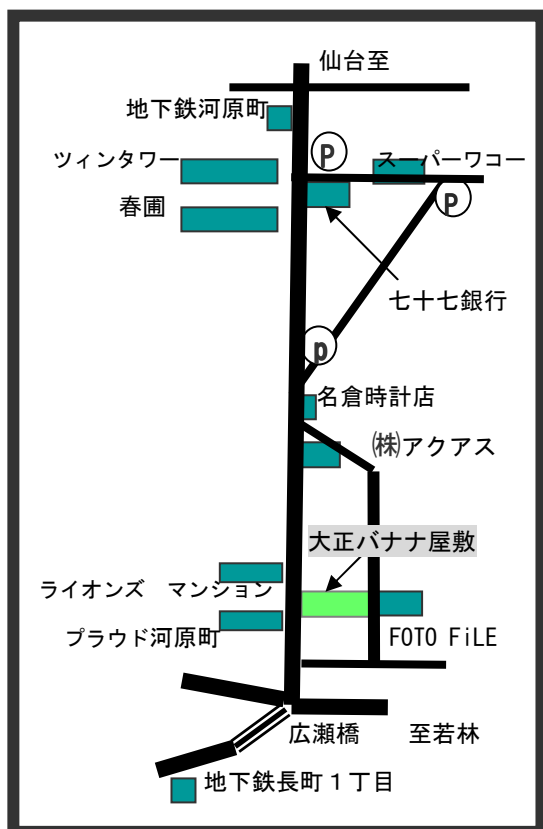 仙台至
地下鉄河原町
P
ツィンタワー
スーパーワコー
P
春圃
七十七銀行
p
名倉時計店
㈱アクアス
大正バナナ屋敷
ライオンズ マンション
プラウド河原町
FOTO FiLE
広瀬橋
至若林
地下鉄長町１丁目